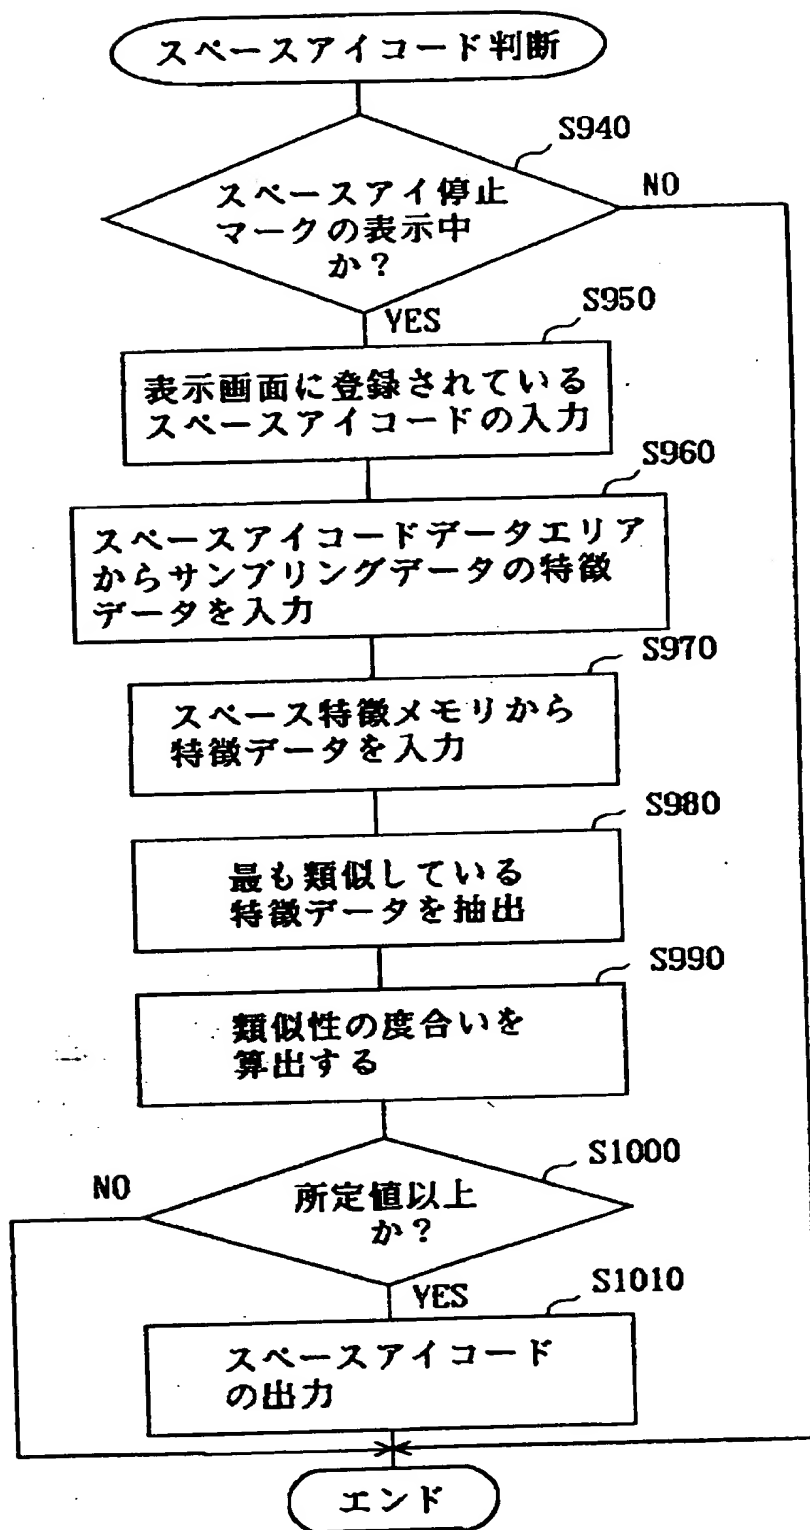 スペースアイコード判断
S940
スペースアイ停止
マークの表示中
か？
NO
YES
S950
表示画面に登録されている
スペースアイコードの入力
S960
スペースアイコードデータエリア
からサンプリングデータの特徴
データを入力
S970
スペース特徴メモリから
特徴データを入力
S980
最も類似している
特徴データを抽出
S990
類似性の度合いを
算出する
S1000
所定値以上
か？
NO
YES
S1010
スペースアイコード
の出力
エンド